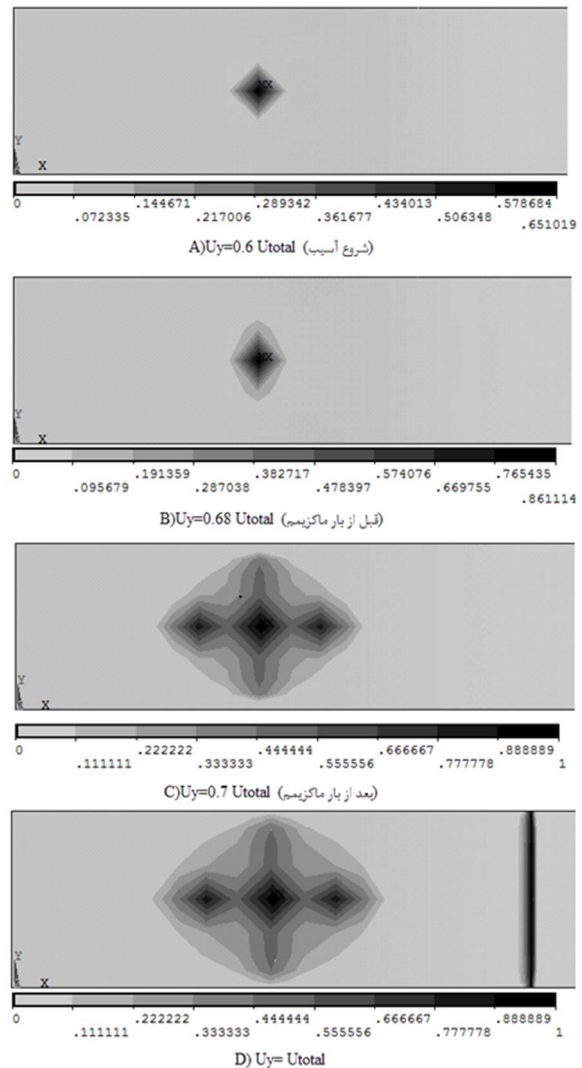 MX
Y
X
0 .144671 .289342 .434013 .578684
.072335 .217006 .361677 .506348 .651019
A)Uy=0.6 Utotal (شروع آسیب)
MX
Y
X
0 .191359 .382717 .574076 .765435
.095679 .287038 .478397 .669755 .861114
B)Uy=0.68 Utotal (قبل از بار ماکزیمم)
Y
X
0 .222222 .444444 .666667 .888889
.111111 .333333 .555556 .777778 1
C)Uy=0.7 Utotal (بعد از بار ماکزیمم)
Y
X
0 .222222 .444444 .666667 .888889
.111111 .333333 .555556 .777778 1
D) Uy= Utotal